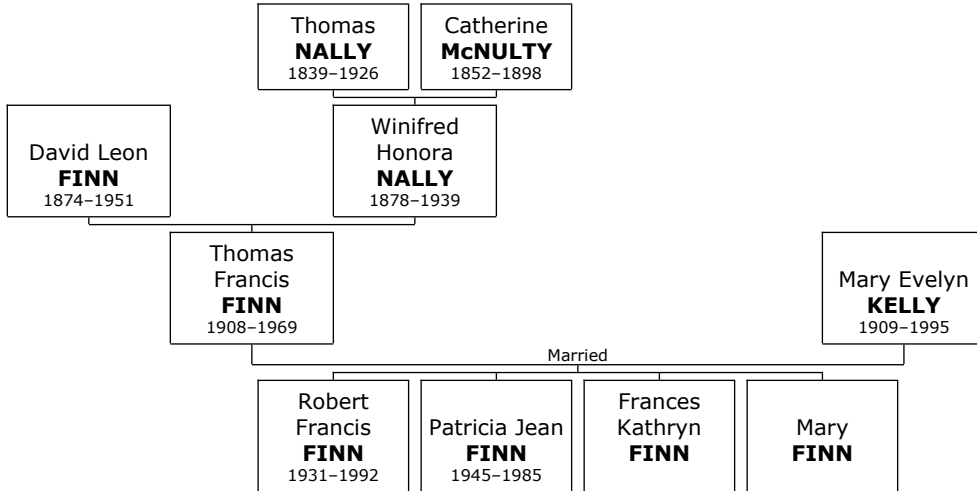 Thomas
NALLY
1839–1926
Catherine
McNULTY
1852–1898
David Leon
FINN
1874–1951
Winifred
Honora
NALLY
1878–1939
Thomas
Francis
FINN
1908–1969
Mary Evelyn
KELLY
1909–1995
Married
Robert
Francis
FINN
1931–1992
Patricia Jean
FINN
1945–1985
Frances
Kathryn
FINN
Mary
FINN